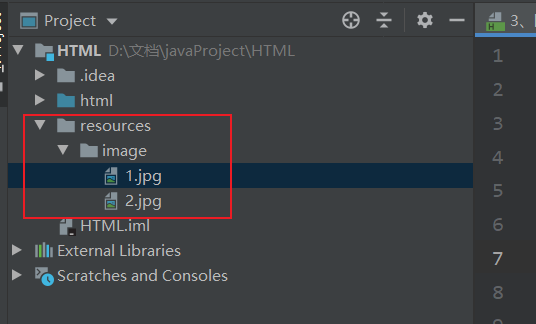 Project
3、
HTML D:\文档\javaProject\HTML
.idea
html
resources
image
1.jpg
2.jpg
HTML.iml
External Libraries
Scratches and Consoles
1
2
3
4
5
6
7
8
9